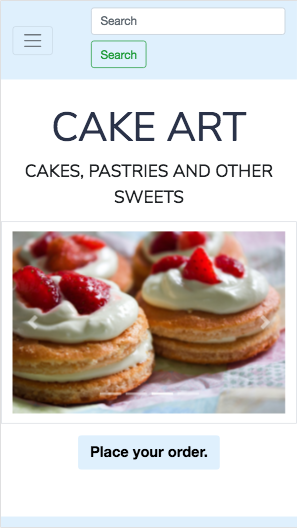 Search
Search
CAKE ART
CAKES, PASTRIES AND OTHER
SWEETS
Place your order.